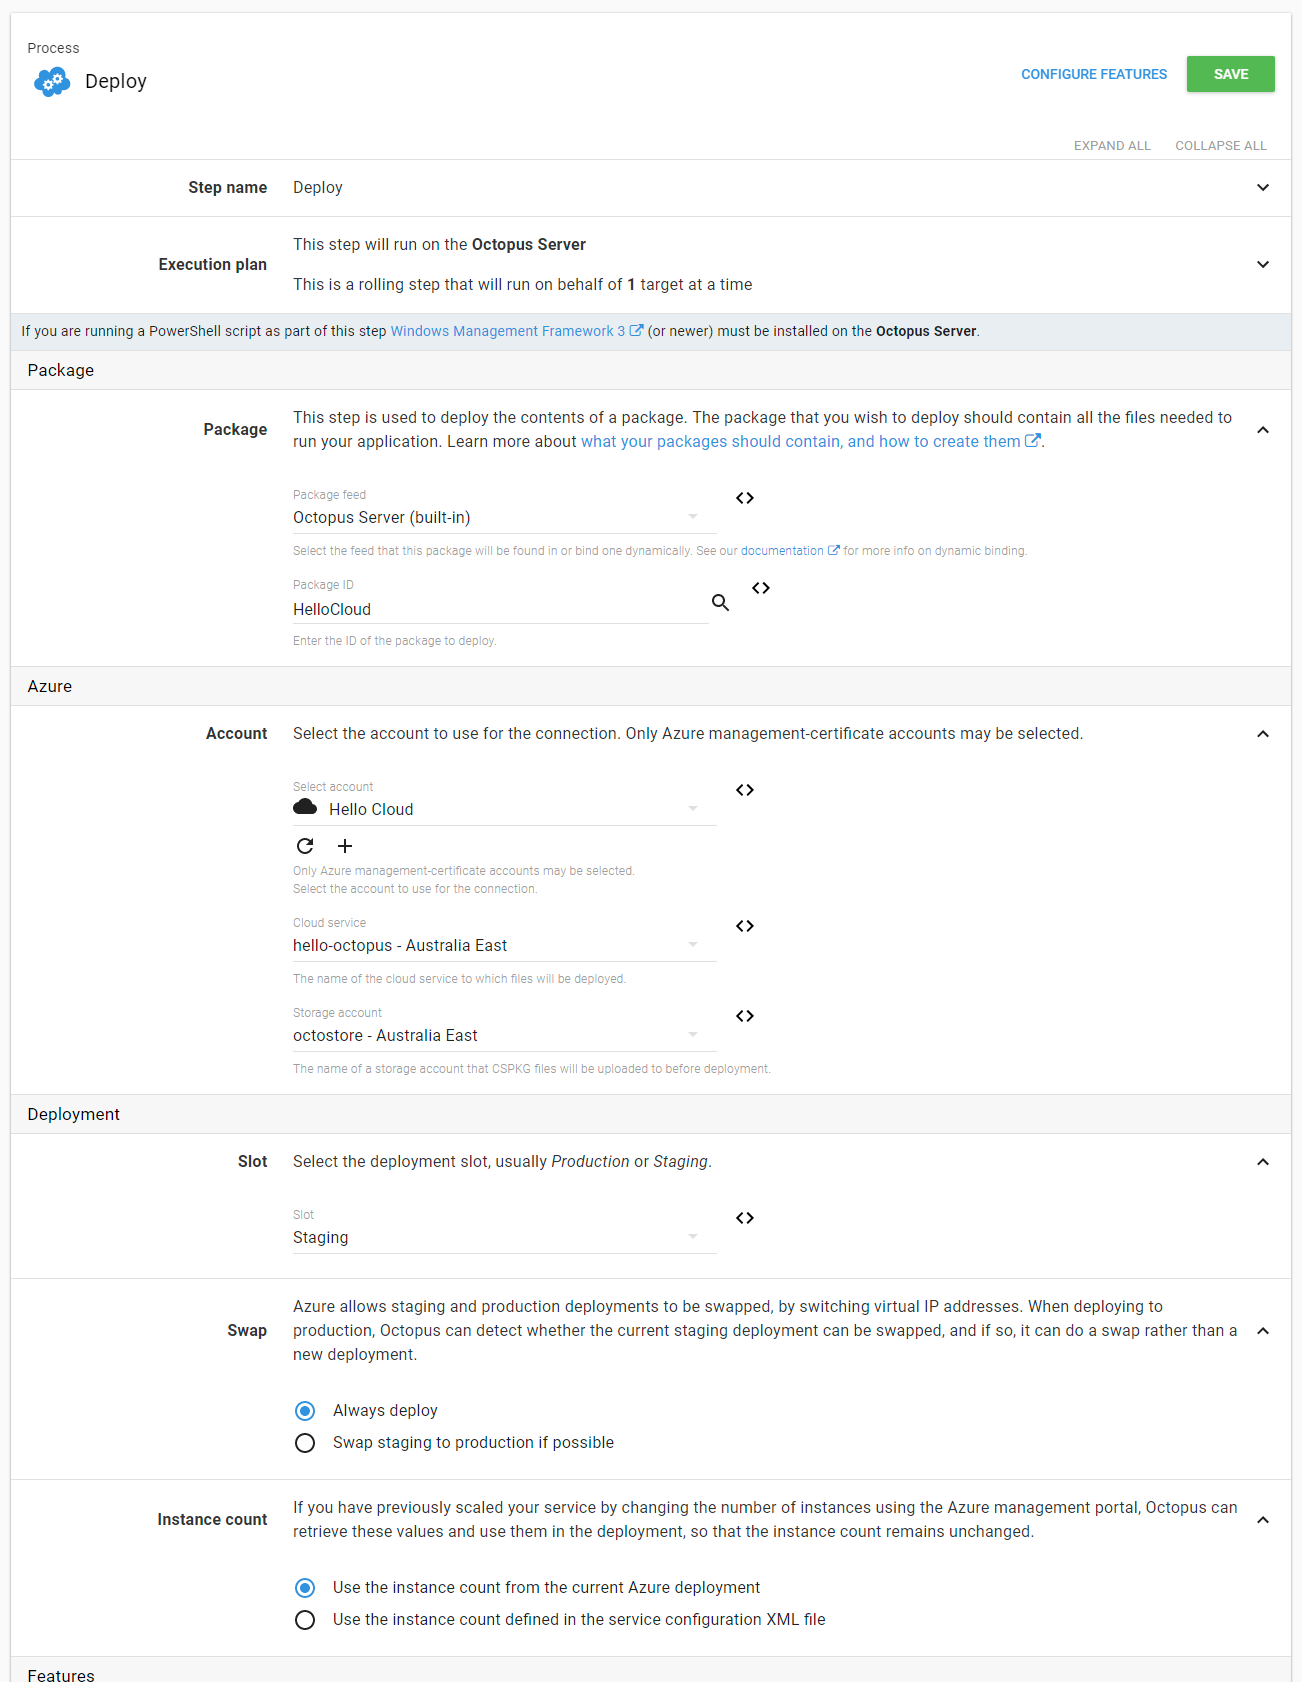 Process
Deploy
CONFIGURE FEATURES
SAVE
EXPAND ALL
COLLAPSE ALL
Step name
Deploy
Execution plan
This step will run on the Octopus Server
This is a rolling step that will run on behalf of 1 target at a time
If you are running a PowerShell script as part of this step Windows Management Framework 3 (or newer) must be installed on the Octopus Server.
Package
Package
This step is used to deploy the contents of a package. The package that you wish to deploy should contain all the files needed to
run your application. Learn more about what your packages should contain, and how to create them.
Package feed
Octopus Server (built-in)
Select the feed that this package will be found in or bind one dynamically. See our documentation for more info on dynamic binding.
Package ID
HelloCloud
Enter the ID of the package to deploy.
Azure
Account
Select the account to use for the connection. Only Azure management-certificate accounts may be selected.
Select account
Hello Cloud
Only Azure management-certificate accounts may be selected.
Select the account to use for the connection.
Cloud service
hello-octopus - Australia East
The name of the cloud service to which files will be deployed.
Storage account
octostore - Australia East
The name of a storage account that CSPKG files will be uploaded to before deployment.
Deployment
Slot
Select the deployment slot, usually Production or Staging.
Slot
Staging
Swap
Azure allows staging and production deployments to be swapped, by switching virtual IP addresses. When deploying to
production, Octopus can detect whether the current staging deployment can be swapped, and if so, it can do a swap rather than a
new deployment.
Always deploy
Swap staging to production if possible
Instance count
If you have previously scaled your service by changing the number of instances using the Azure management portal, Octopus can
retrieve these values and use them in the deployment, so that the instance count remains unchanged.
Use the instance count from the current Azure deployment
Use the instance count defined in the service configuration XML file
Features